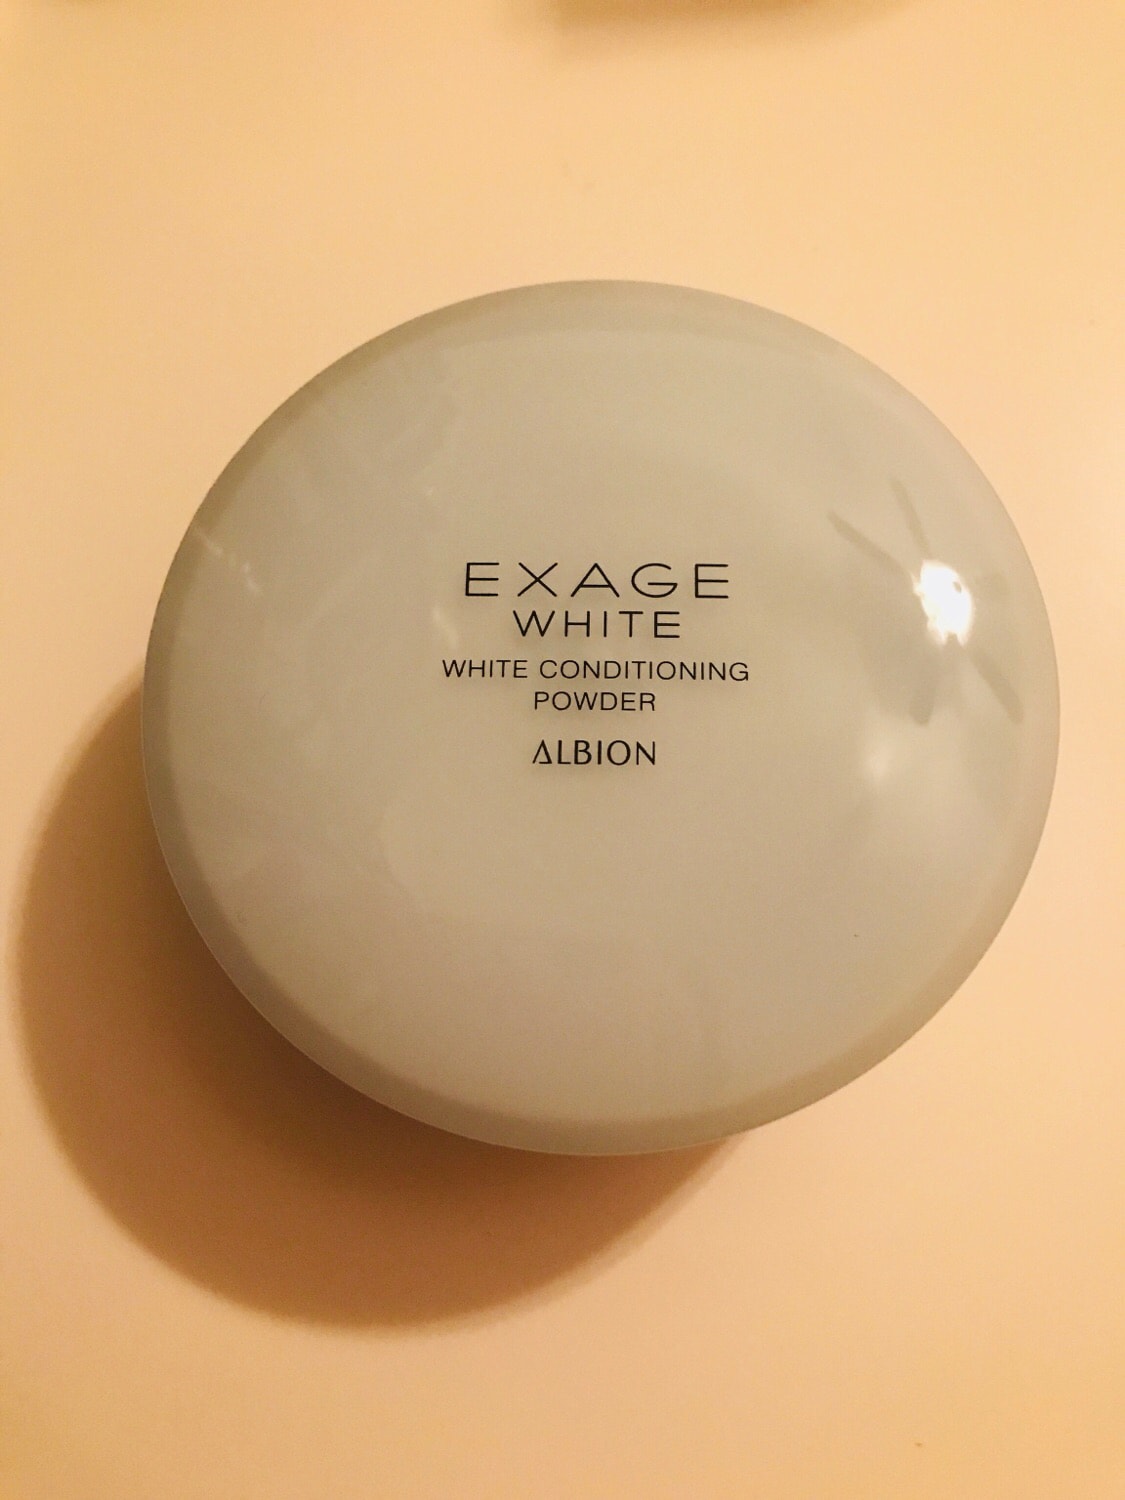 EXAGE
WHITE
WHITE CONDITIONING
POWDER
ALBION